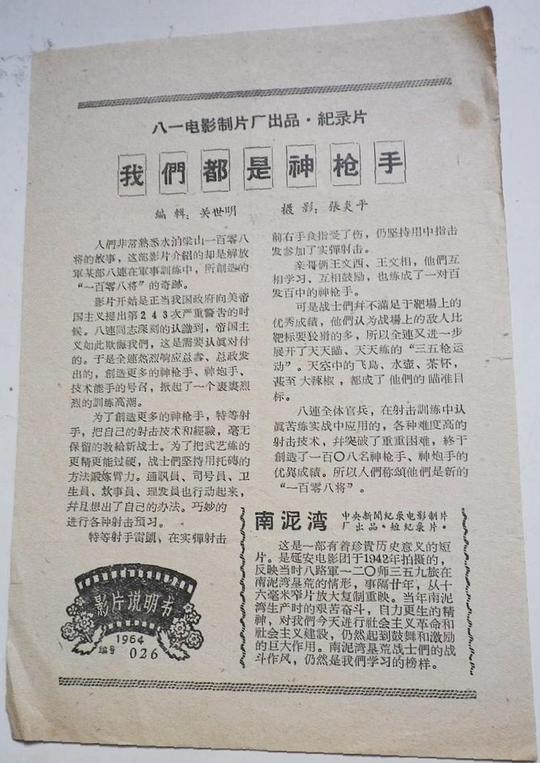 八一电影制片厂出品·紀录片
我們都是神枪手
編輯：关世明 摄影：張炎平
人們非常熟悉水泊梁山一百零八
将的故事，这部影片介紹的却是解放
軍某部八連在軍事訓練中，所創造的
“一百零八将”的奇跡。
影片开始是正当我国政府向美帝
国主义提出第243次严重警告的时
候。八連同志深刻的认識到，帝国主
义如此欺侮我們，这是需要认眞对付
的。于是全連热烈响应总参、总政发
出的，創造更多的神枪手、神炮手、
技术能手的号召，掀起了一个轰轰烈
烈的訓练高潮。
为了創造更多的神枪手，特等射
手，把自己的射击技术和經驗，毫无
保留的教給新战士。为了把武艺練的
更精更能过硬，战士們坚持用托磚的
方法鍛炼臂力。通訊員、司号員、卫
生員、炊事員、理发員也行动起来，
幷且想出了自己的办法，巧妙的
进行各种射击預习。
特等射手雷凱、在实彈射击
前右手食指受了伤，仍坚持用中指击
发参加了实彈射击。
亲哥俩王文西、王文相，他們互
相学习、互相鼓励，也练成了一对百
发百中的神枪手。
可是战士們幷不滿足于靶場上的
优秀成績，他們认为战場上的敌人比
靶标要狡猾的多，所以全連又进一步
展开了天天瞄、天天练的“三五枪运
动”。天空中的飞鳥、水壶、茶杯，
甚至大辣椒，都成了他們的瞄准目
标。
八連全体官兵，在射击訓练中认
眞苦练实战中应用的，各种难度高的
射击技术，幷突破了重重困难，終于
創造了一百〇八名神枪手、神炮手的
优異成績。所以人們称頌他們是新的
“一百零八将”。
南泥湾 中央新聞紀录电影制片
厂出品·短紀录片·
这是一部有着珍貴历史意义的短
片。是延安电影团于1942年拍摄的，
反映当时八路軍一二〇师三五九旅在
南泥湾垦荒的情形，事隔廿年，从十
六毫米窄片放大复制重映。当年南泥
湾生产时的艰苦奋斗，自力更生的精
神，对我們今天进行社会主义革命和
社会主义建設，仍然起到鼓舞和激励
的巨大作用。南泥湾垦荒战士們的战
斗作风，仍然是我們学习的榜样。
影片說明书
1964
編号 026